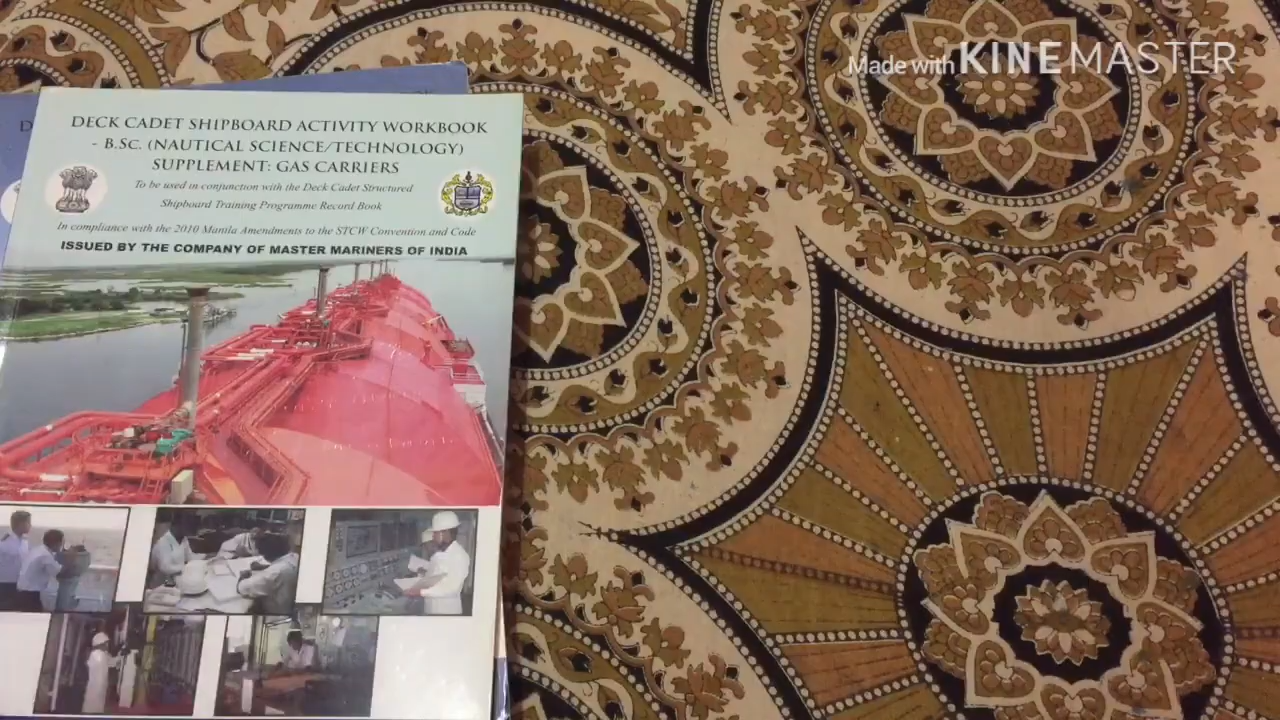 Made with KINEMASTER
DECK CADET SHIPBOARD ACTIVITY WORKBOOK
- B.SC. (NAUTICAL SCIENCE/TECHNOLOGY)
SUPPLEMENT: GAS CARRIERS
To be used in conjunction with the Deck Cadet Structured
Shipboard Training Programme Record Book
In compliance with the 2010 Manila Amendments to the STCW Convention and Code
ISSUED BY THE COMPANY OF MASTER MARINERS OF INDIA